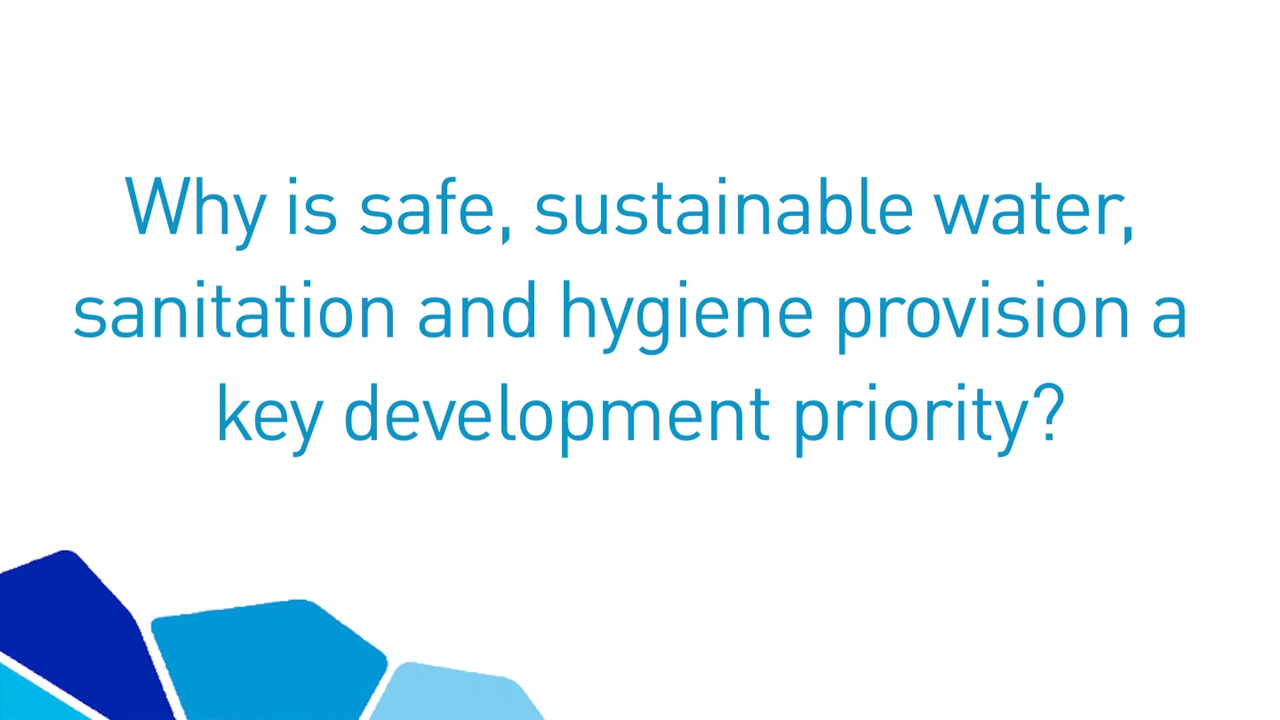 Why is safe, sustainable water,
sanitation and hygiene provision a
key development priority?